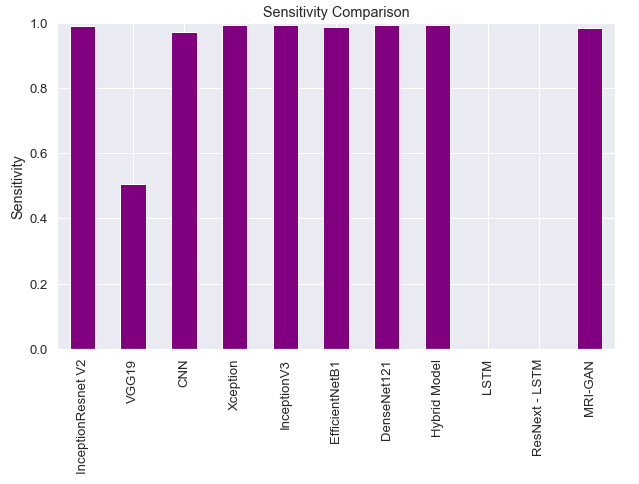 Sensitivity Comparison
Sensitivity
1.0
0.8
0.6
0.4
0.2
0.0
InceptionResnet V2
VGG19
CNN
Xception
InceptionV3
EfficientNetB1
DenseNet121
Hybrid Model
LSTM
ResNext - LSTM
MRI-GAN